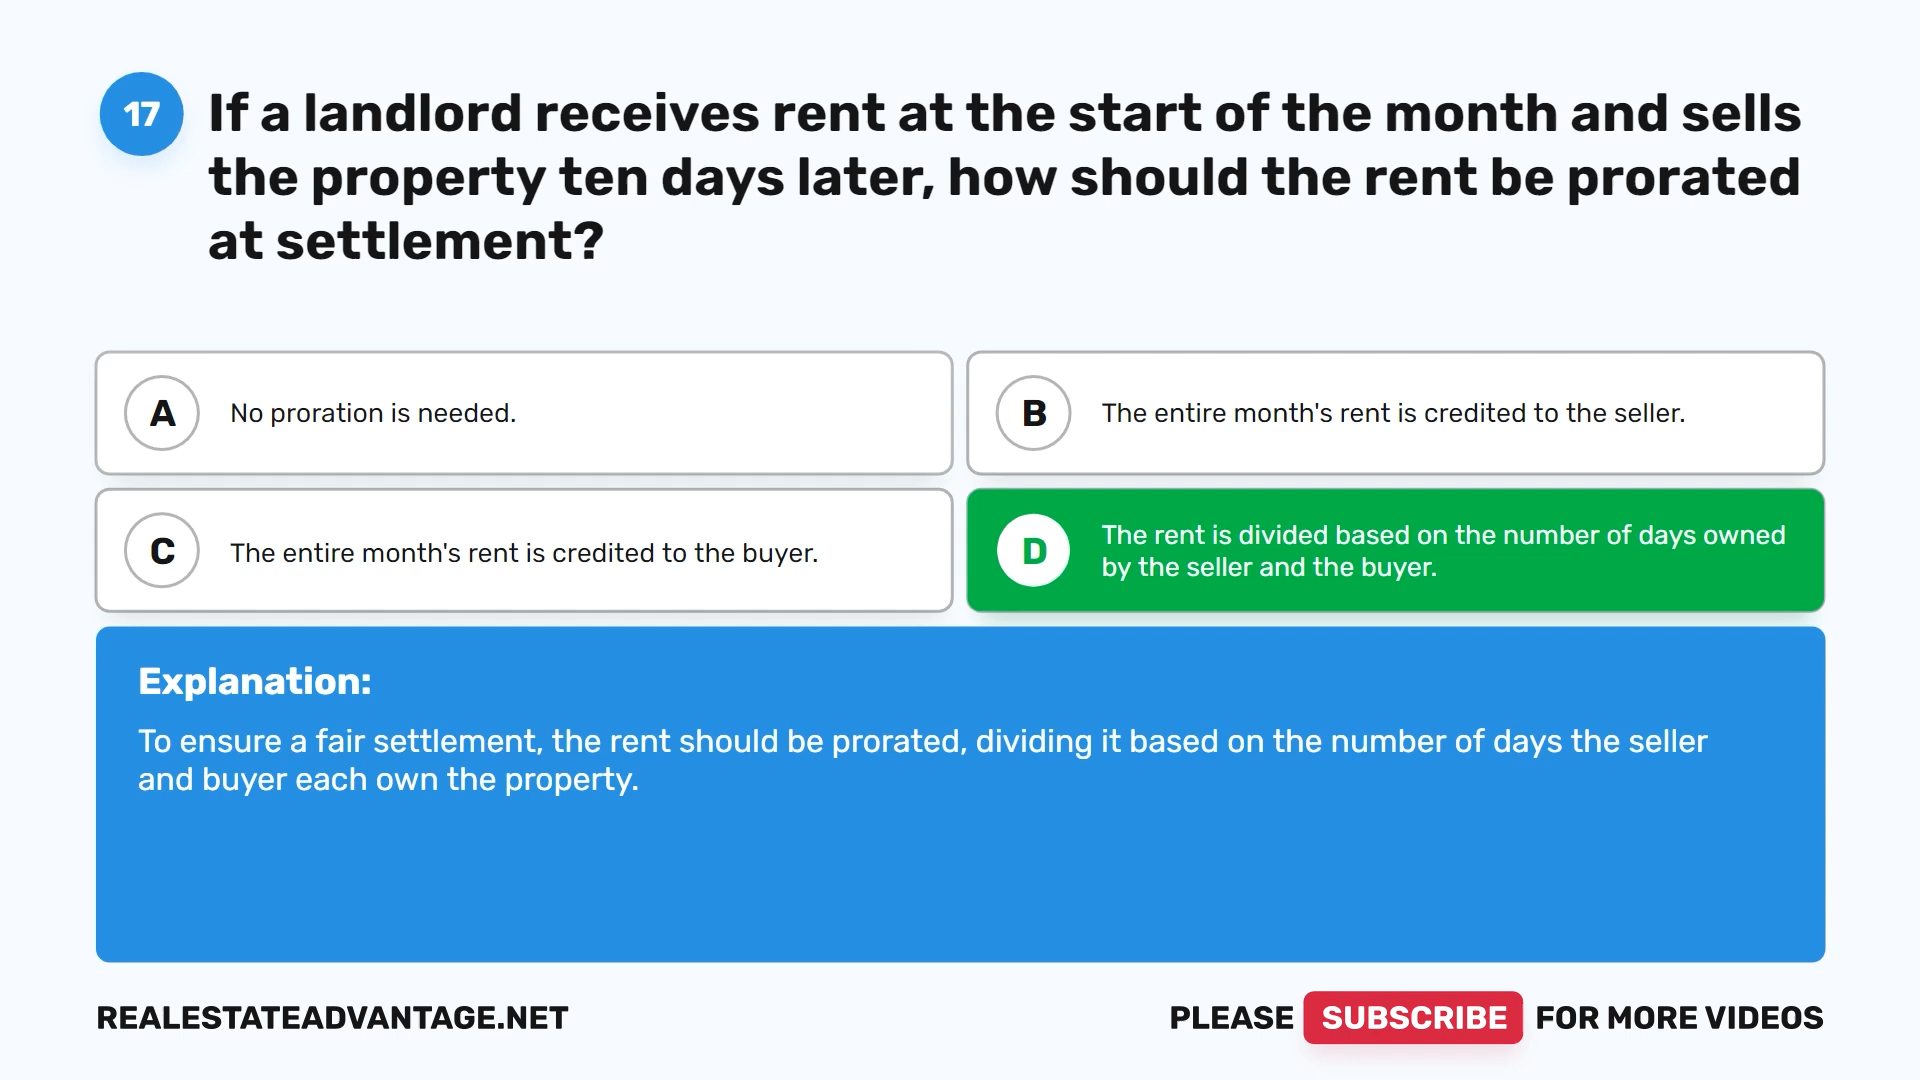 17
If a landlord receives rent at the start of the month and sells
the property ten days later, how should the rent be prorated
at settlement?
A
No proration is needed.
B
The entire month's rent is credited to the seller.
C
The entire month's rent is credited to the buyer.
D
The rent is divided based on the number of days owned
by the seller and the buyer.
Explanation:
To ensure a fair settlement, the rent should be prorated, dividing it based on the number of days the seller
and buyer each own the property.
REALESTATEADVANTAGE.NET
PLEASE SUBSCRIBE FOR MORE VIDEOS